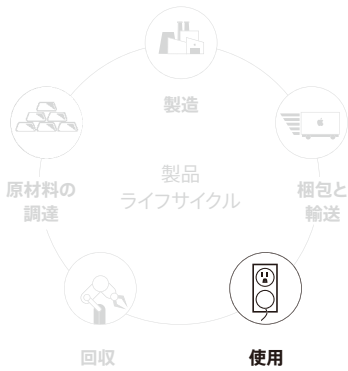 製造
原材料の
調達
製品
ライフサイクル
梱包と
輸送
回収
使用